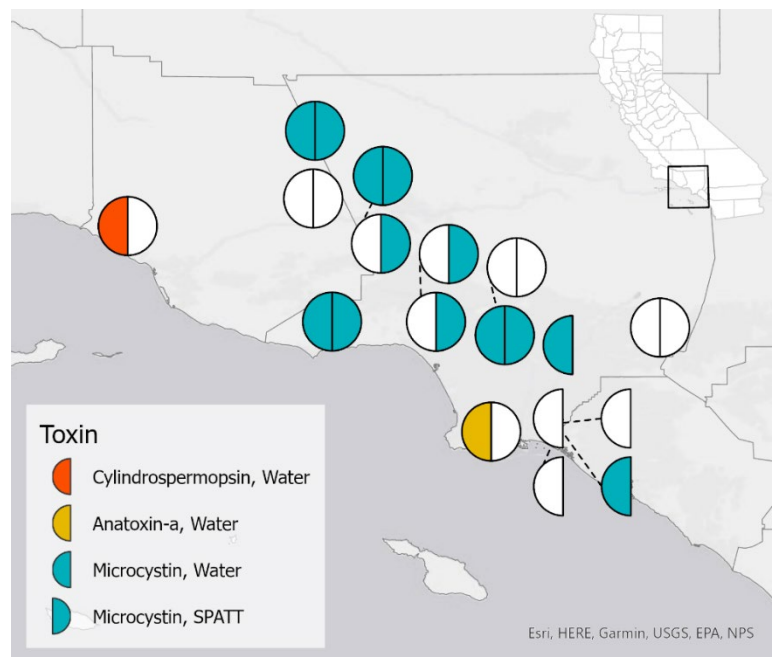 Toxin
Cylindrospermopsin, Water
Anatoxin-a, Water
Microcystin, Water
Microcystin, SPATT
Esri, HERE, Garmin, USGS, EPA, NPS